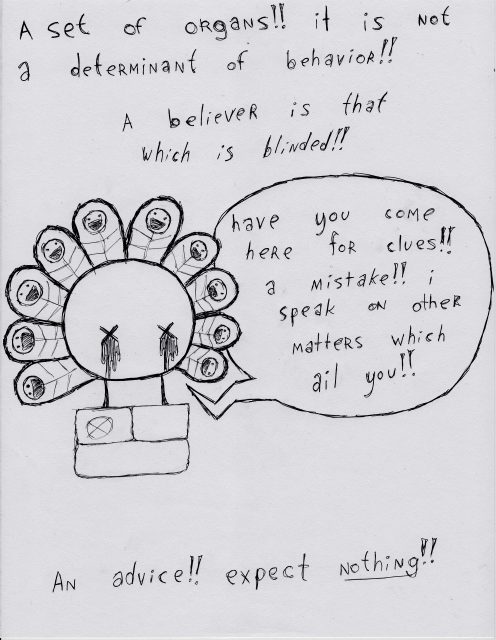 A set of organs!! it is not
a determinant of behavior!!
A believer is that
which is blinded!!
have you come
here for clues!!
a mistake!! i
speak on other
matters which
ail you!!
An advice!! expect nothing!!